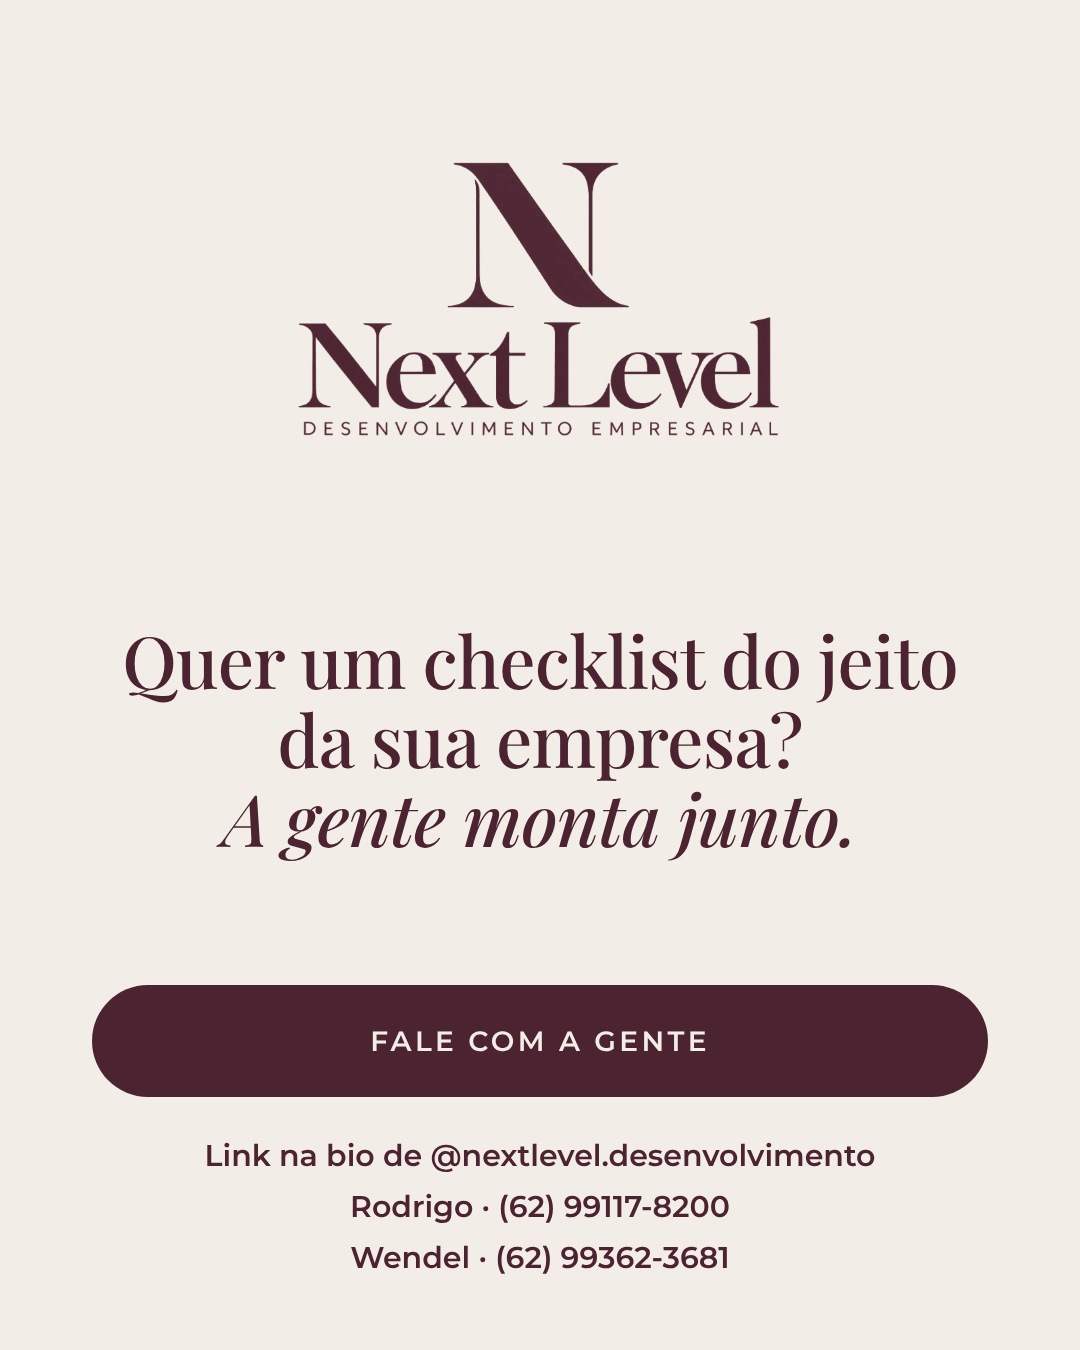 N
Next Level
DESENVOLVIMENTO EMPRESARIAL
Quer um checklist do jeito
da sua empresa?
A gente monta junto.
FALE COM A GENTE
Link na bio de @nextlevel.desenvolvimento
Rodrigo · (62) 99117-8200
Wendel · (62) 99362-3681